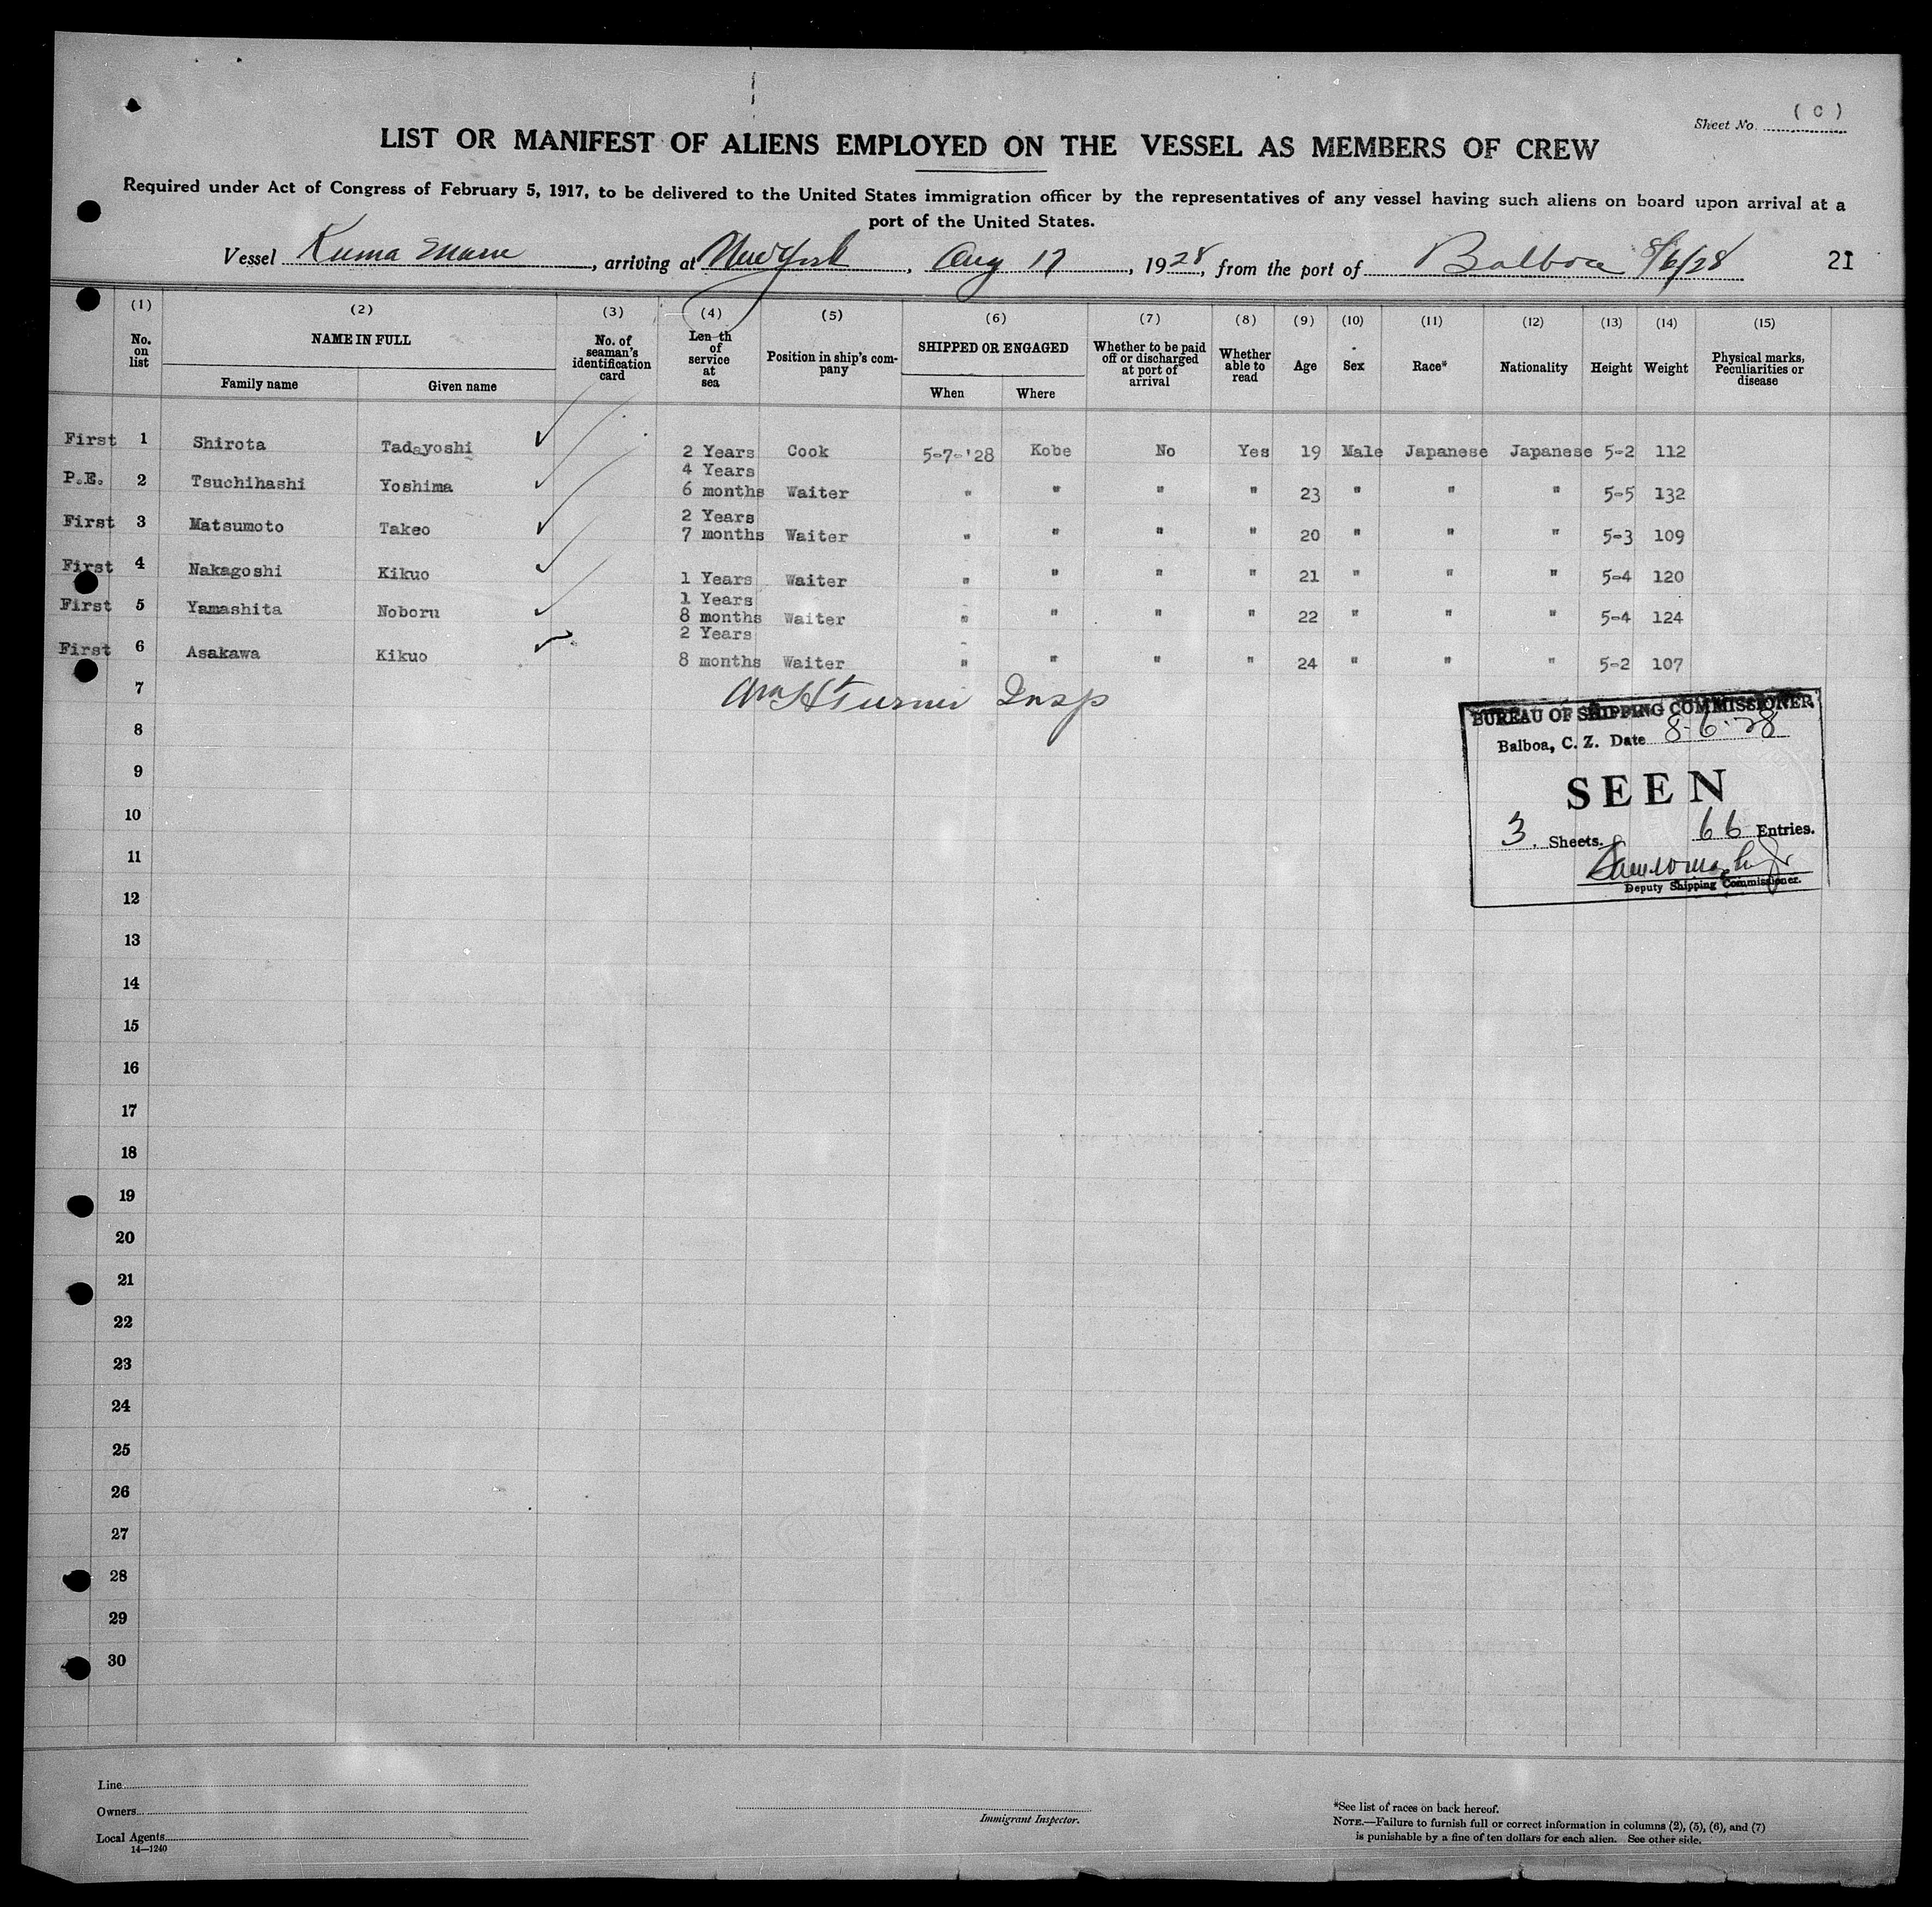 Sheet No. ( C )
LIST OR MANIFEST OF ALIENS EMPLOYED ON THE VESSEL AS MEMBERS OF CREW
Required under Act of Congress of February 5, 1917, to be delivered to the United States immigration officer by the representatives of any vessel having such aliens on board upon arrival at a
port of the United States.
Vessel Kuma Maru, arriving at New York, Aug 17, 1928, from the port of Balboa 8/6/28 21
(1) (2) (3) (4) (5) (6) (7) (8) (9) (10) (11) (12) (13) (14) (15)
No. on list NAME IN FULL Family name Given name No. of seaman's identification card Len th of service at sea Position in ship's company SHIPPED OR ENGAGED When Where Whether to be paid off or discharged at port of arrival Whether able to read Age Sex Race* Nationality Height Weight Physical marks, Peculiarities or disease
First 1 Shirota Tadayoshi 2 Years Cook 5-7-'28 Kobe No Yes 19 Male Japanese Japanese 5-2 112
P.E. 2 Tsuchihashi Yoshima 4 Years 6 months Waiter " " " " 23 " " " 5-5 132
First 3 Matsumoto Takeo 2 Years 7 months Waiter " " " " 20 " " " 5-3 109
First 4 Nakagoshi Kikuo 1 Years Waiter " " " " 21 " " " 5-4 120
First 5 Yamashita Noboru 1 Years 8 months Waiter " " " " 22 " " " 5-4 124
First 6 Asakawa Kikuo 2 Years 8 months Waiter " " " " 24 " " " 5-2 107
7 Wm H Turner Insp
BUREAU OF SHIPPING COMMISSIONER
Balboa, C. Z. Date 8-6-28
SEEN
3 Sheets. 66 Entries.
Deputy Shipping Commissioner.
8
9
10
11
12
13
14
15
16
17
18
19
20
21
22
23
24
25
26
27
28
29
30
Line
Owners
Local Agents
14—1240
Immigrant Inspector.
*See list of races on back hereof.
NOTE.—Failure to furnish full or correct information in columns (2), (5), (6), and (7)
is punishable by a fine of ten dollars for each alien. See other side.